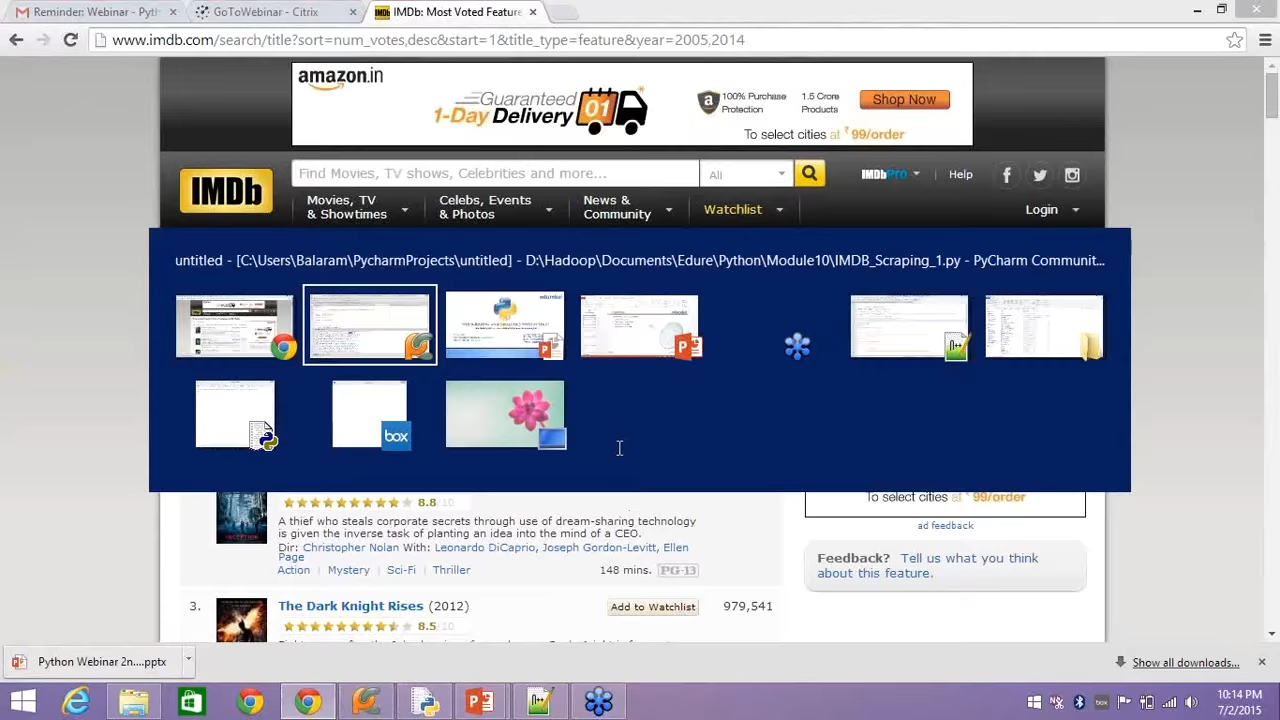 Reminder: Webinar - Pyth
GoToWebinar - Citrix
IMDb: Most Voted Feature
www.imdb.com/search/title?sort=num_votes,desc&start=1&title_type=feature&year=2005,2014
amazon.in
Guaranteed
1-Day Delivery
01
100% Purchase
Protection
1.5 Crore
Products
Shop Now
To select cities at ₹99/order
IMDb
Find Movies, TV shows, Celebrities and more...
All
IMDbPro
Help
Movies, TV
& Showtimes
Celebs, Events
& Photos
News &
Community
Watchlist
Login
untitled - [C:\Users\Balaram\PycharmProjects\untitled] - D:\Hadoop\Documents\Edure\Python\Module10\IMDB_Scraping_1.py - PyCharm Communit...
box
8.8/10
A thief who steals corporate secrets through use of dream-sharing technology
is given the inverse task of planting an idea into the mind of a CEO.
Dir: Christopher Nolan With: Leonardo DiCaprio, Joseph Gordon-Levitt, Ellen
Page
Action | Mystery | Sci-Fi | Thriller
148 mins. PG-13
To select cities at ₹99/order
ad feedback
Feedback? Tell us what you think
about this feature.
3. The Dark Knight Rises (2012)
Add to Watchlist
979,541
8.5/10
Python Webinar 2n....pptx
Show all downloads...
10:14 PM
7/2/2015